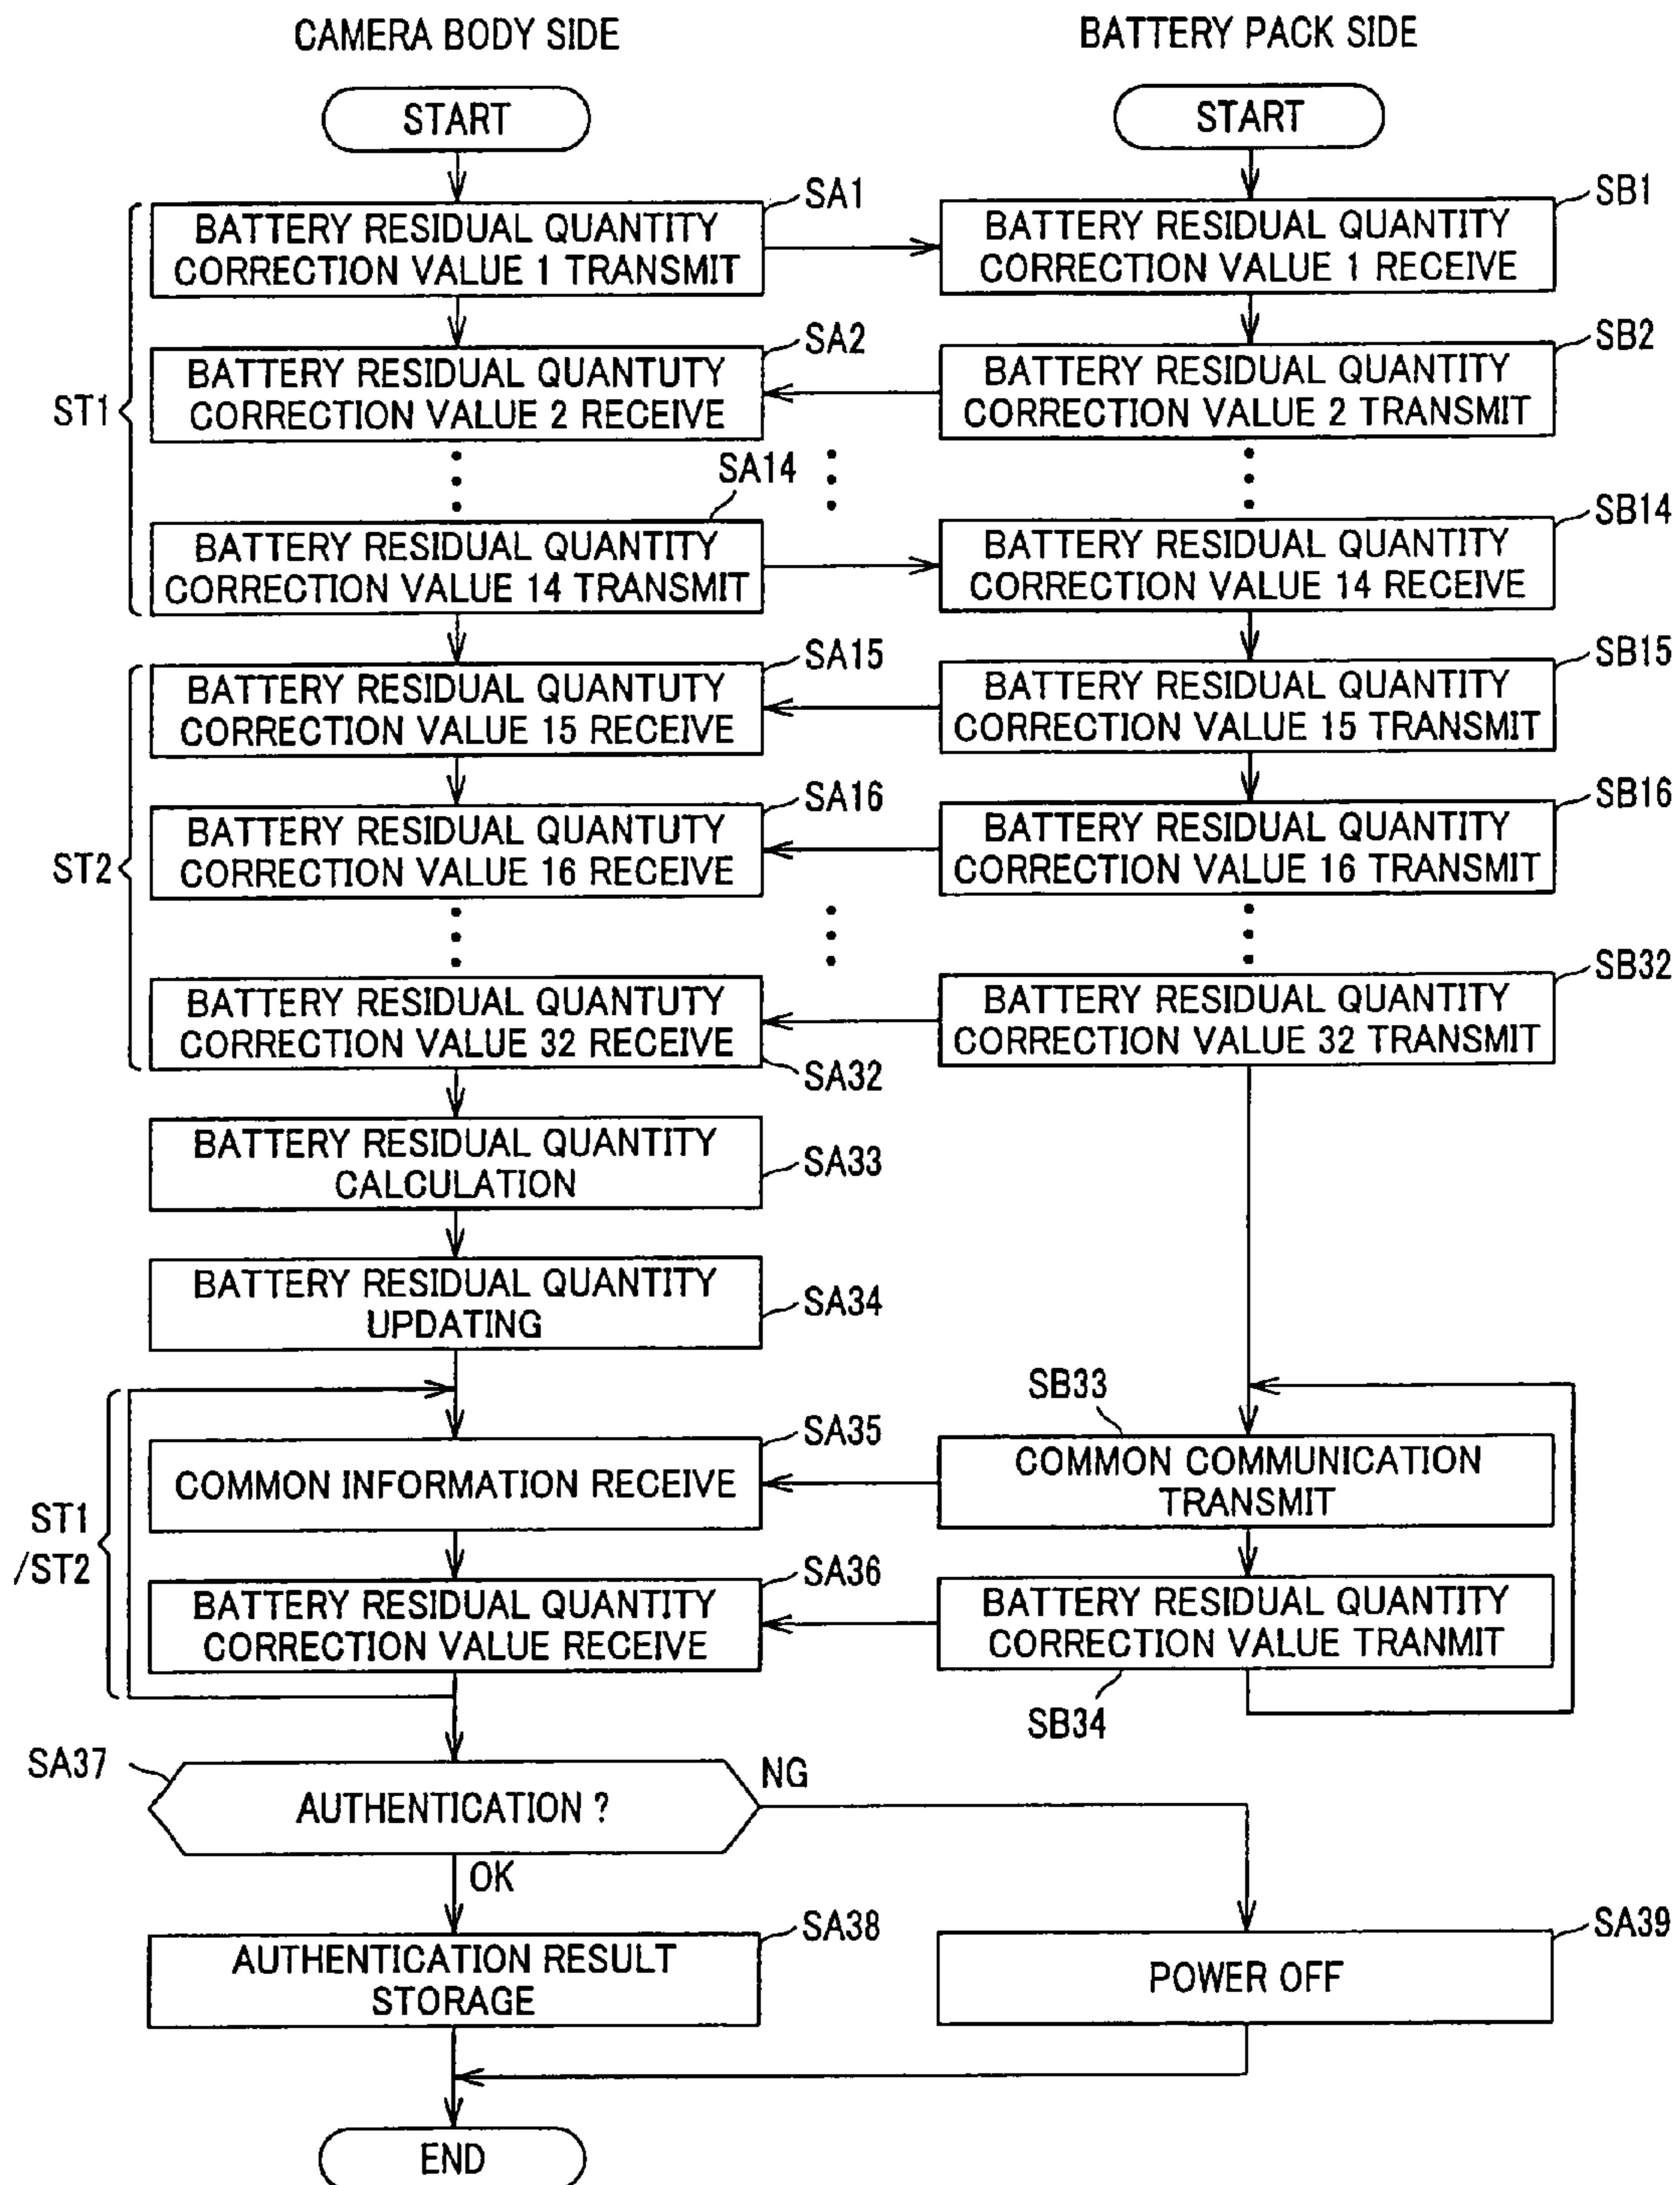 CAMERA BODY SIDE
BATTERY PACK SIDE
START
START
SA1
BATTERY RESIDUAL QUANTITY
CORRECTION VALUE 1 TRANSMIT
SB1
BATTERY RESIDUAL QUANTITY
CORRECTION VALUE 1 RECEIVE
ST1
SA2
BATTERY RESIDUAL QUANTUTY
CORRECTION VALUE 2 RECEIVE
SB2
BATTERY RESIDUAL QUANTITY
CORRECTION VALUE 2 TRANSMIT
SA14
BATTERY RESIDUAL QUANTITY
CORRECTION VALUE 14 TRANSMIT
SB14
BATTERY RESIDUAL QUANTITY
CORRECTION VALUE 14 RECEIVE
SA15
BATTERY RESIDUAL QUANTUTY
CORRECTION VALUE 15 RECEIVE
SB15
BATTERY RESIDUAL QUANTITY
CORRECTION VALUE 15 TRANSMIT
ST2
SA16
BATTERY RESIDUAL QUANTUTY
CORRECTION VALUE 16 RECEIVE
SB16
BATTERY RESIDUAL QUANTITY
CORRECTION VALUE 16 TRANSMIT
BATTERY RESIDUAL QUANTUTY
CORRECTION VALUE 32 RECEIVE
SA32
SB32
BATTERY RESIDUAL QUANTITY
CORRECTION VALUE 32 TRANSMIT
BATTERY RESIDUAL QUANTITY
CALCULATION
SA33
BATTERY RESIDUAL QUANTITY
UPDATING
SA34
ST1
/ST2
SA35
COMMON INFORMATION RECEIVE
SB33
COMMON COMMUNICATION
TRANSMIT
SA36
BATTERY RESIDUAL QUANTITY
CORRECTION VALUE RECEIVE
BATTERY RESIDUAL QUANTITY
CORRECTION VALUE TRANMIT
SB34
SA37
AUTHENTICATION ?
NG
OK
SA38
AUTHENTICATION RESULT
STORAGE
SA39
POWER OFF
END